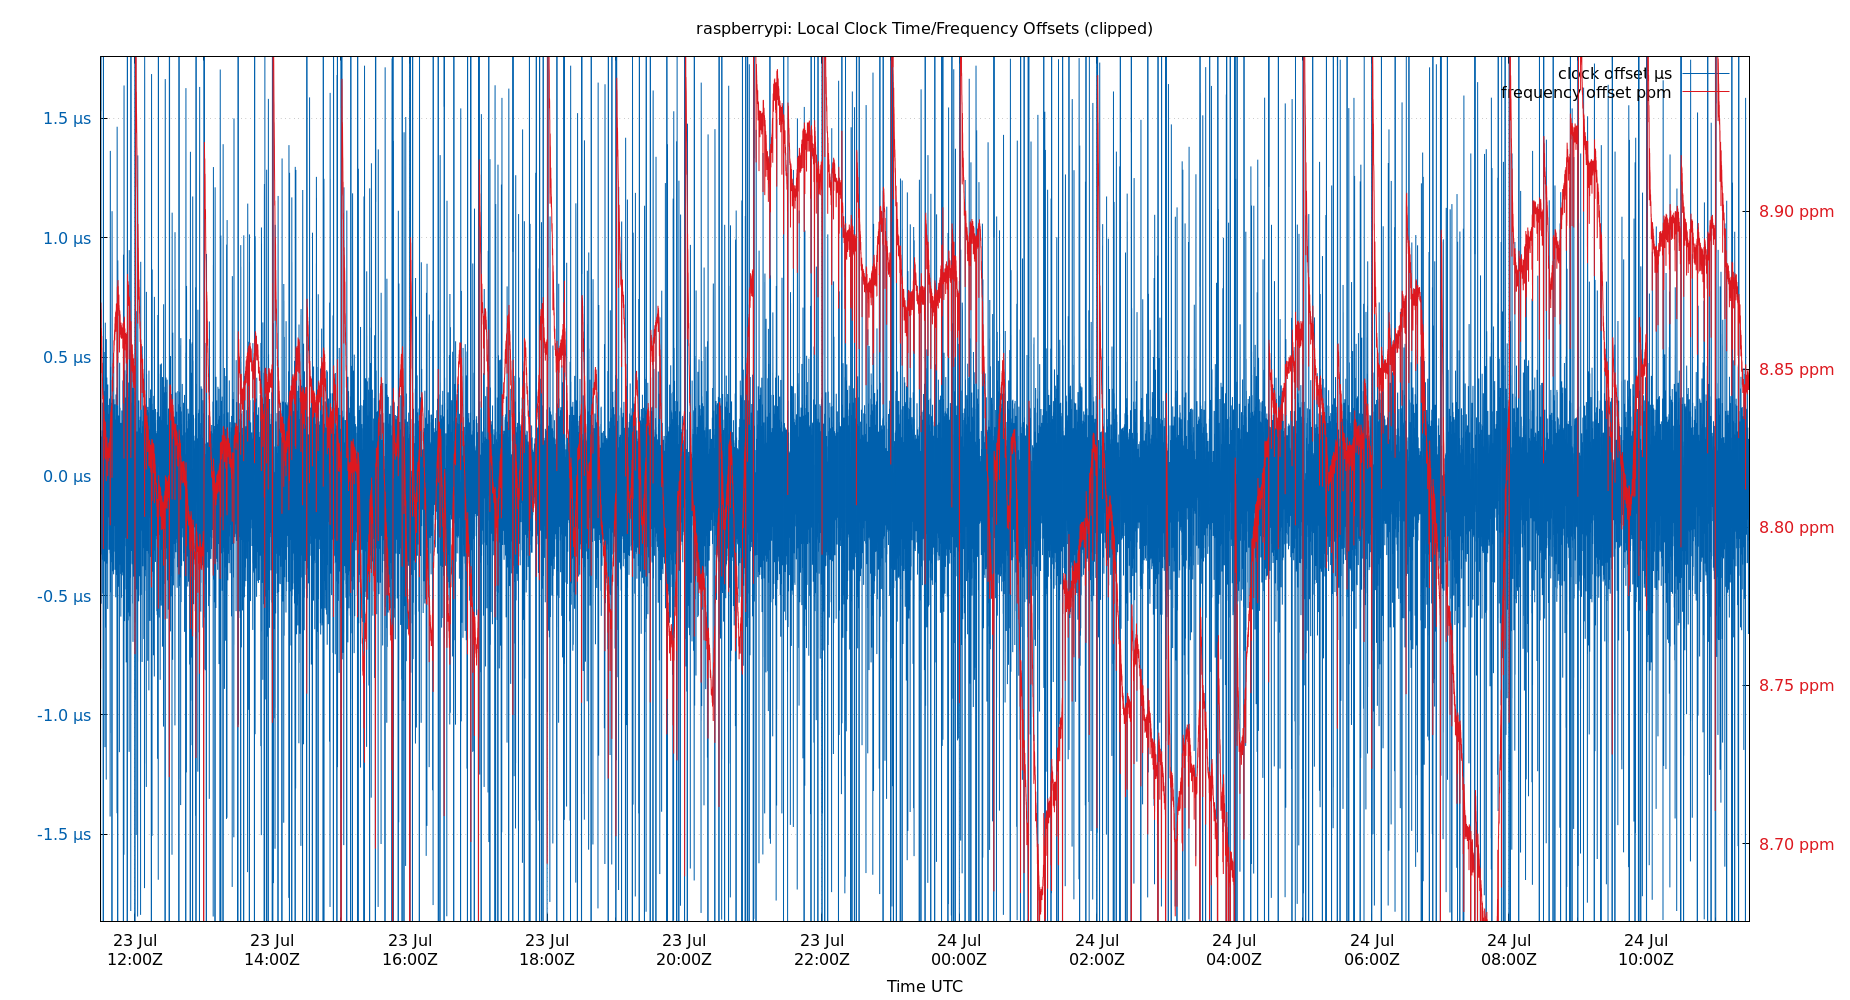 raspberrypi: Local Clock Time/Frequency Offsets (clipped)
clock offset µs
frequency offset ppm
1.5 µs
1.0 µs
0.5 µs
0.0 µs
-0.5 µs
-1.0 µs
-1.5 µs
8.90 ppm
8.85 ppm
8.80 ppm
8.75 ppm
8.70 ppm
23 Jul 23 Jul 23 Jul 23 Jul 23 Jul 23 Jul 24 Jul 24 Jul 24 Jul 24 Jul 24 Jul 24 Jul
12:00Z 14:00Z 16:00Z 18:00Z 20:00Z 22:00Z 00:00Z 02:00Z 04:00Z 06:00Z 08:00Z 10:00Z
Time UTC